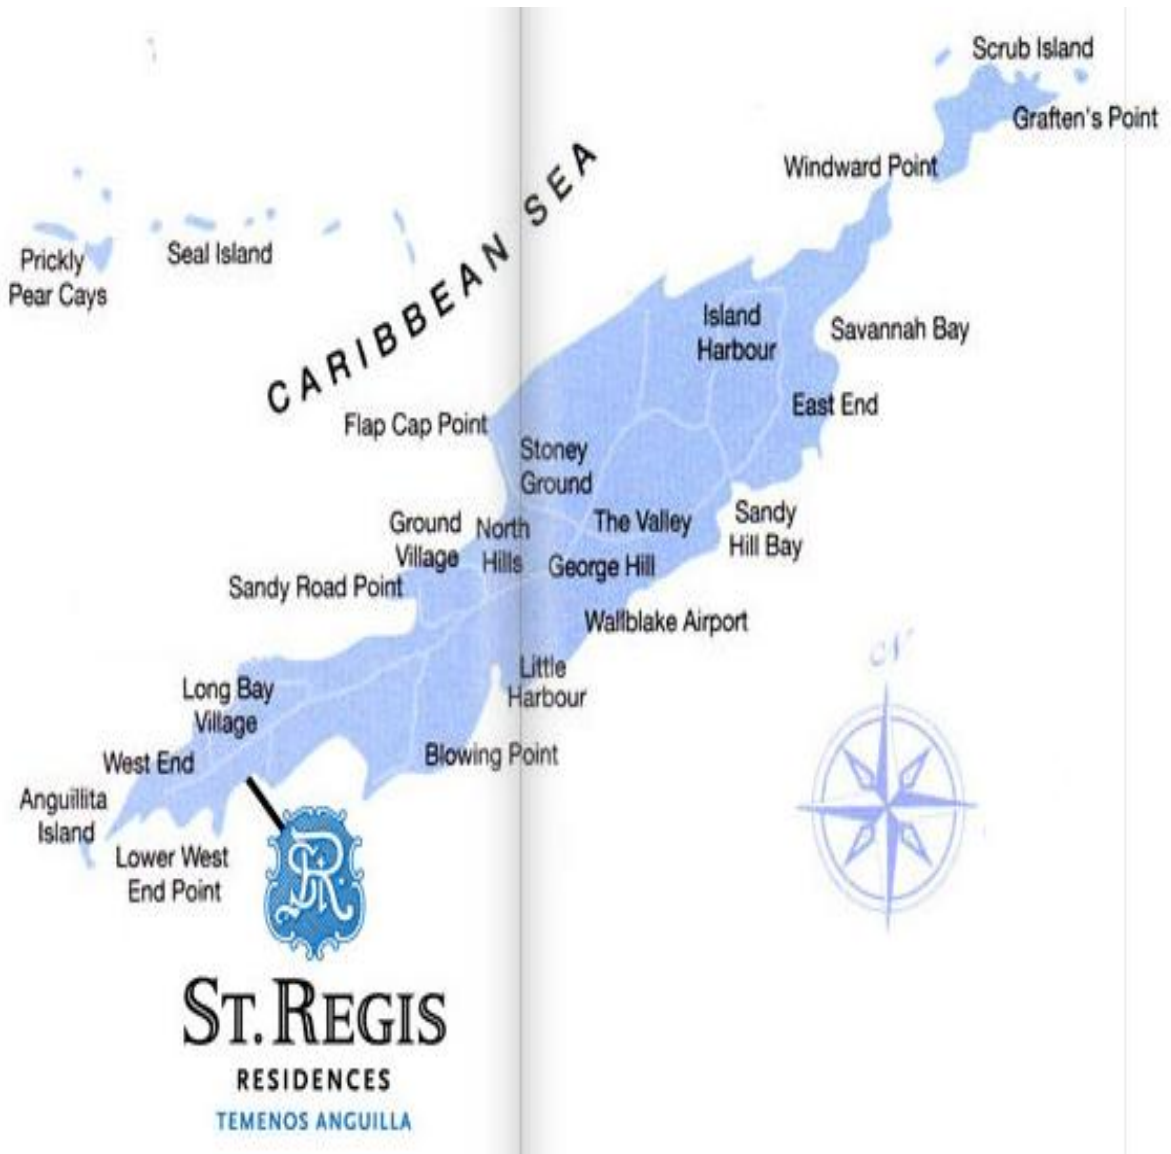 Scrub Island
Graften's Point
Windward Point
CARIBBEAN SEA
Prickly
Pear Cays
Seal Island
Island
Harbour
Savannah Bay
East End
Flap Cap Point
Stoney
Ground
Ground
Village
North
Hills
The Valley
Sandy
Hill Bay
George Hill
Sandy Road Point
Wallblake Airport
Little
Harbour
Long Bay
Village
Blowing Point
West End
Anguillita
Island
Lower West
End Point
N
SR
ST. REGIS
RESIDENCES
TEMENOS ANGUILLA